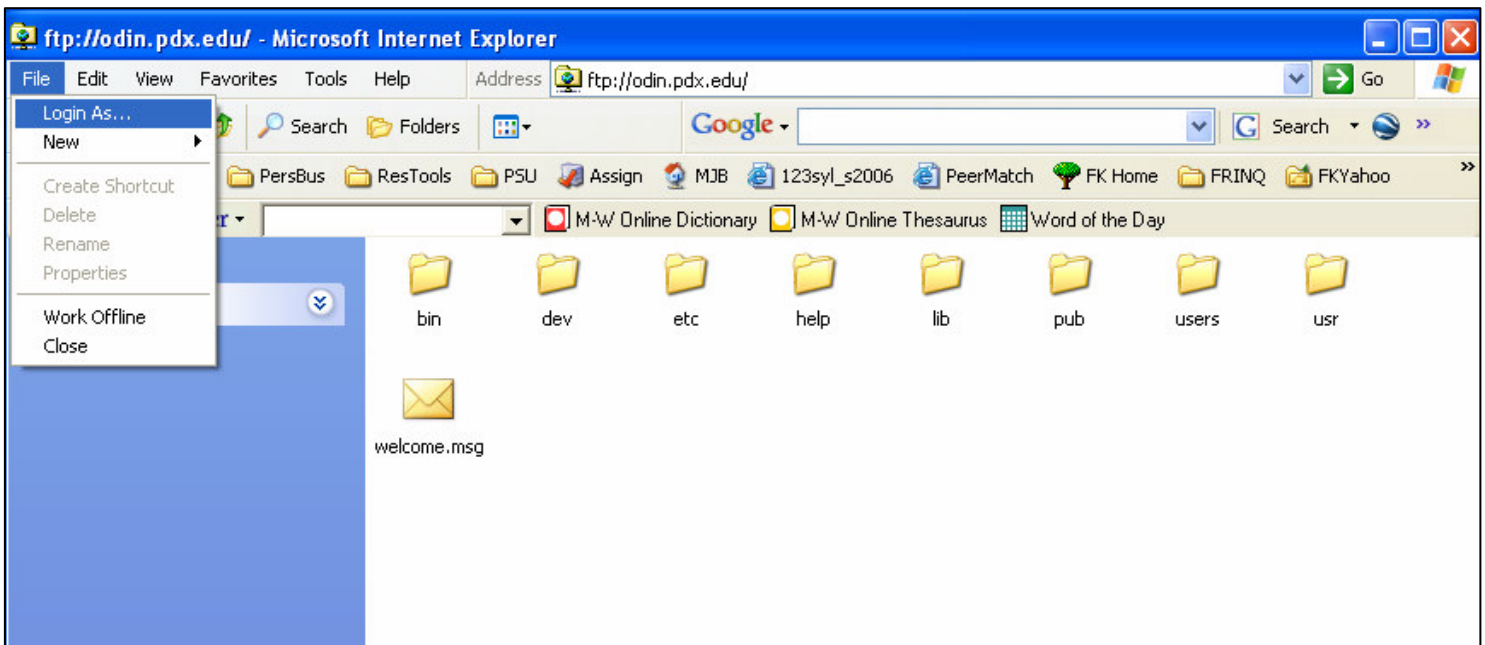 ftp://odin.pdx.edu/ - Microsoft Internet Explorer
File Edit View Favorites Tools Help Address ftp://odin.pdx.edu/ Go
Login As...
Search Folders Google Search »
New
PersBus ResTools PSU Assign MJB 123syl_s2006 PeerMatch FK Home FRINQ FKYahoo »
Create Shortcut
Delete
M-W Online Dictionary M-W Online Thesaurus Word of the Day
Rename
Properties
Work Offline
Close
bin dev etc help lib pub users usr
welcome.msg